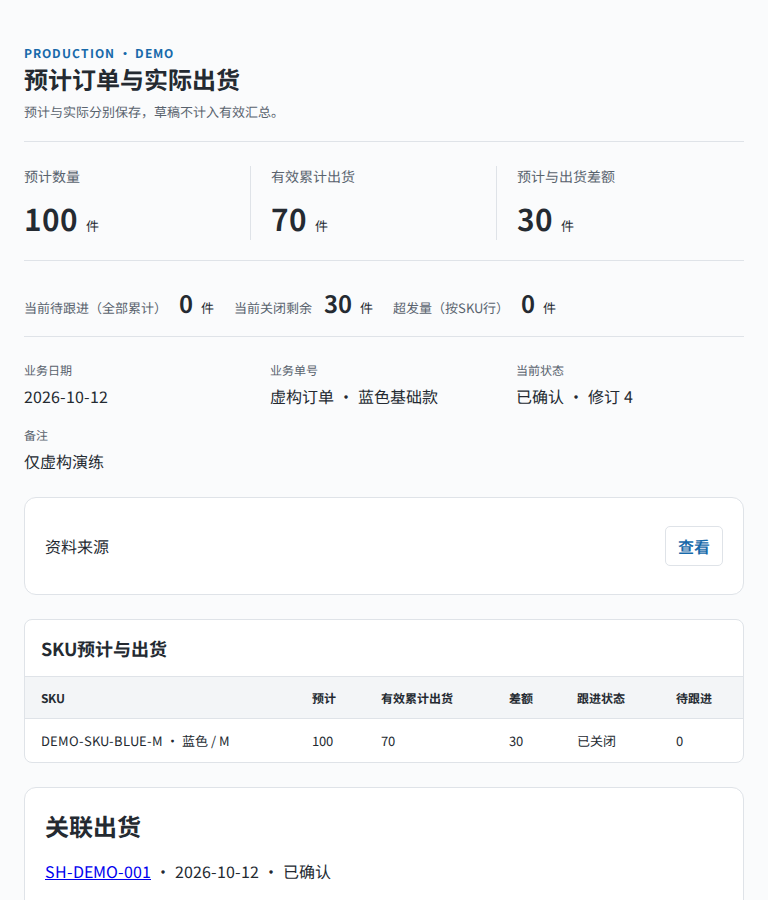 PRODUCTION · DEMO
预计订单与实际出货
预计与实际分别保存，草稿不计入有效汇总。
预计数量 有效累计出货 预计与出货差额
100 件 70 件 30 件
当前待跟进（全部累计） 0 件 当前关闭剩余 30 件 超发量（按SKU行） 0 件
业务日期 业务单号 当前状态
2026-10-12 虚构订单 · 蓝色基础款 已确认 · 修订 4
备注
仅虚构演练
资料来源 查看
SKU预计与出货
SKU 预计 有效累计出货 差额 跟进状态 待跟进
DEMO-SKU-BLUE-M · 蓝色 / M 100 70 30 已关闭 0
关联出货
SH-DEMO-001 · 2026-10-12 · 已确认